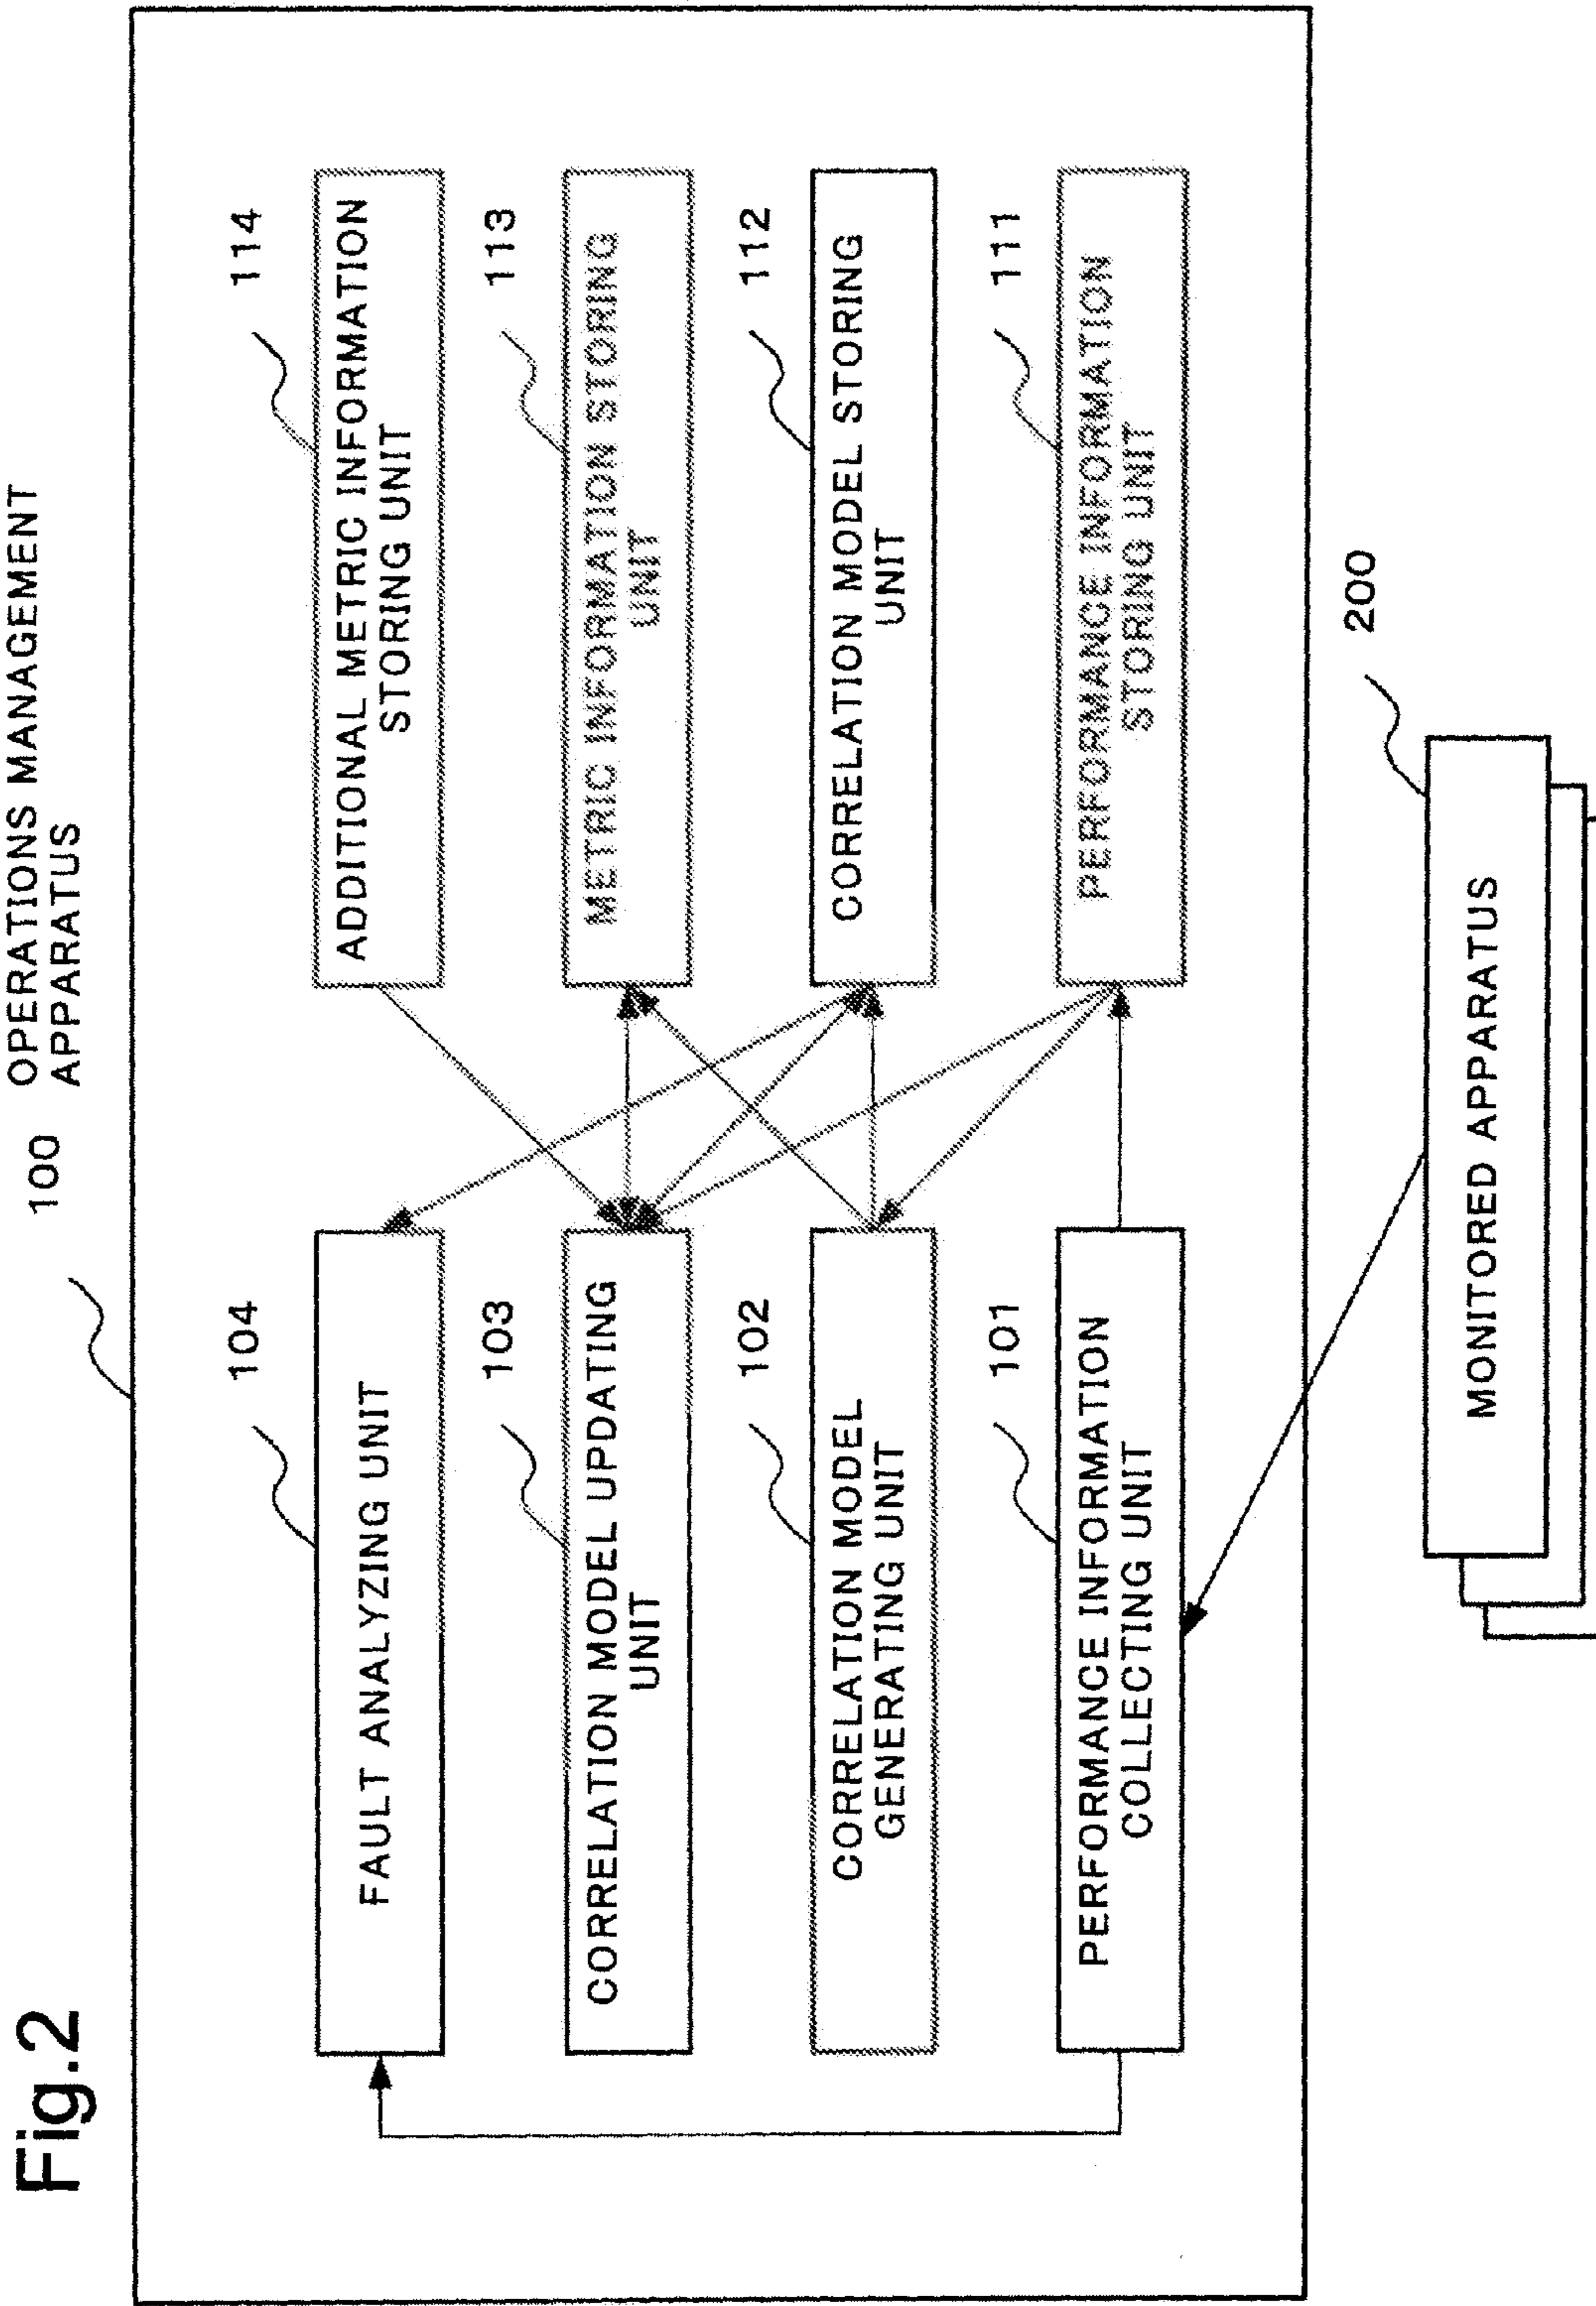 Fig.2
100
OPERATIONS MANAGEMENT
APPARATUS
104
FAULT ANALYZING UNIT
114
ADDITIONAL METRIC INFORMATION
STORING UNIT
103
CORRELATION MODEL UPDATING
UNIT
113
METRIC INFORMATION STORING
UNIT
102
CORRELATION MODEL
GENERATING UNIT
112
CORRELATION MODEL STORING
UNIT
101
PERFORMANCE INFORMATION
COLLECTING UNIT
111
PERFORMANCE INFORMATION
STORING UNIT
200
MONITORED APPARATUS